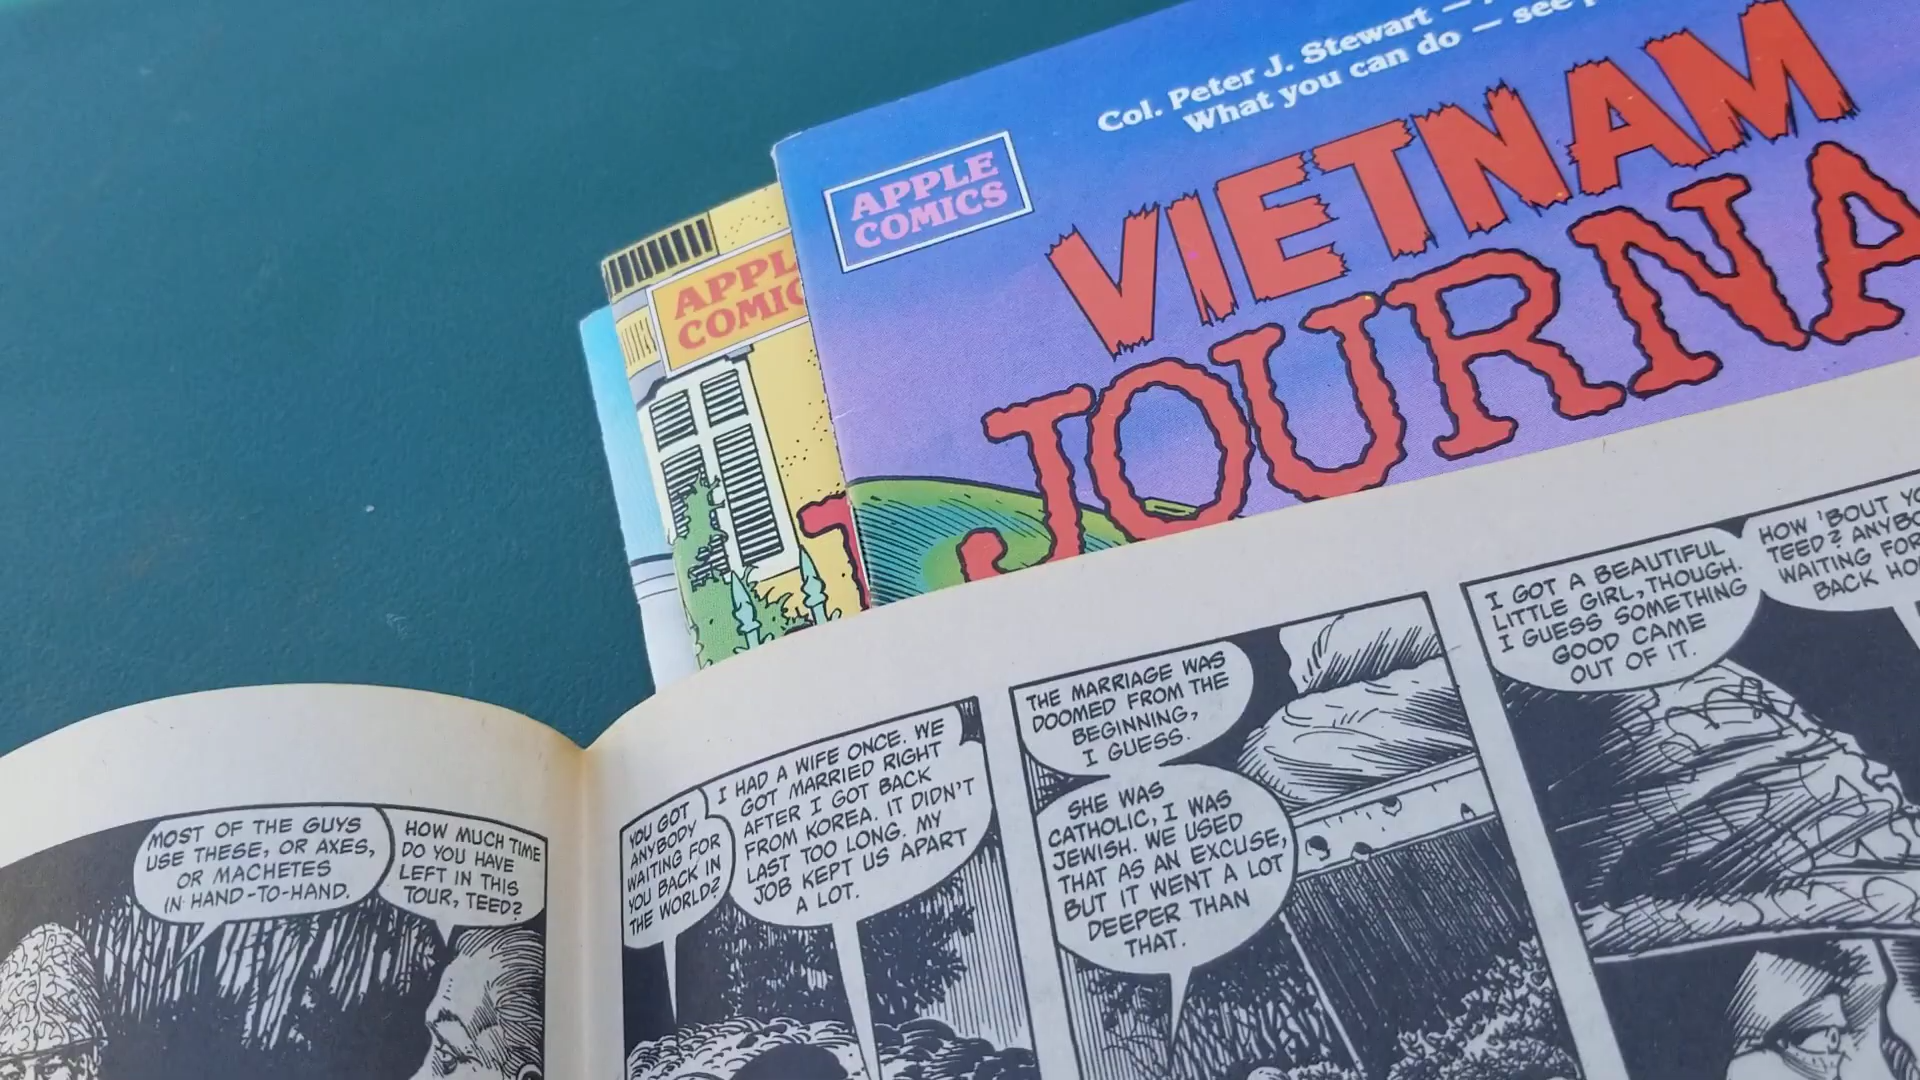 Col. Peter J. Stewart —
What you can do — see
APPLE
COMICS
VIETNAM
JOURNA
APPL
COMIC
MOST OF THE GUYS
USE THESE, OR AXES,
OR MACHETES
IN HAND-TO-HAND.
HOW MUCH TIME
DO YOU HAVE
LEFT IN THIS
TOUR, TEED?
YOU GOT
ANYBODY
WAITING FOR
YOU BACK IN
THE WORLD?
I HAD A WIFE ONCE. WE
GOT MARRIED RIGHT
AFTER I GOT BACK
FROM KOREA. IT DIDN'T
LAST TOO LONG. MY
JOB KEPT US APART
A LOT.
THE MARRIAGE WAS
DOOMED FROM THE
BEGINNING,
I GUESS.
SHE WAS
CATHOLIC, I WAS
JEWISH. WE USED
THAT AS AN EXCUSE,
BUT IT WENT A LOT
DEEPER THAN
THAT.
I GOT A BEAUTIFUL
LITTLE GIRL, THOUGH.
I GUESS SOMETHING
GOOD CAME
OUT OF IT.
HOW 'BOUT YO
TEED? ANYBO
WAITING FOR
BACK HO